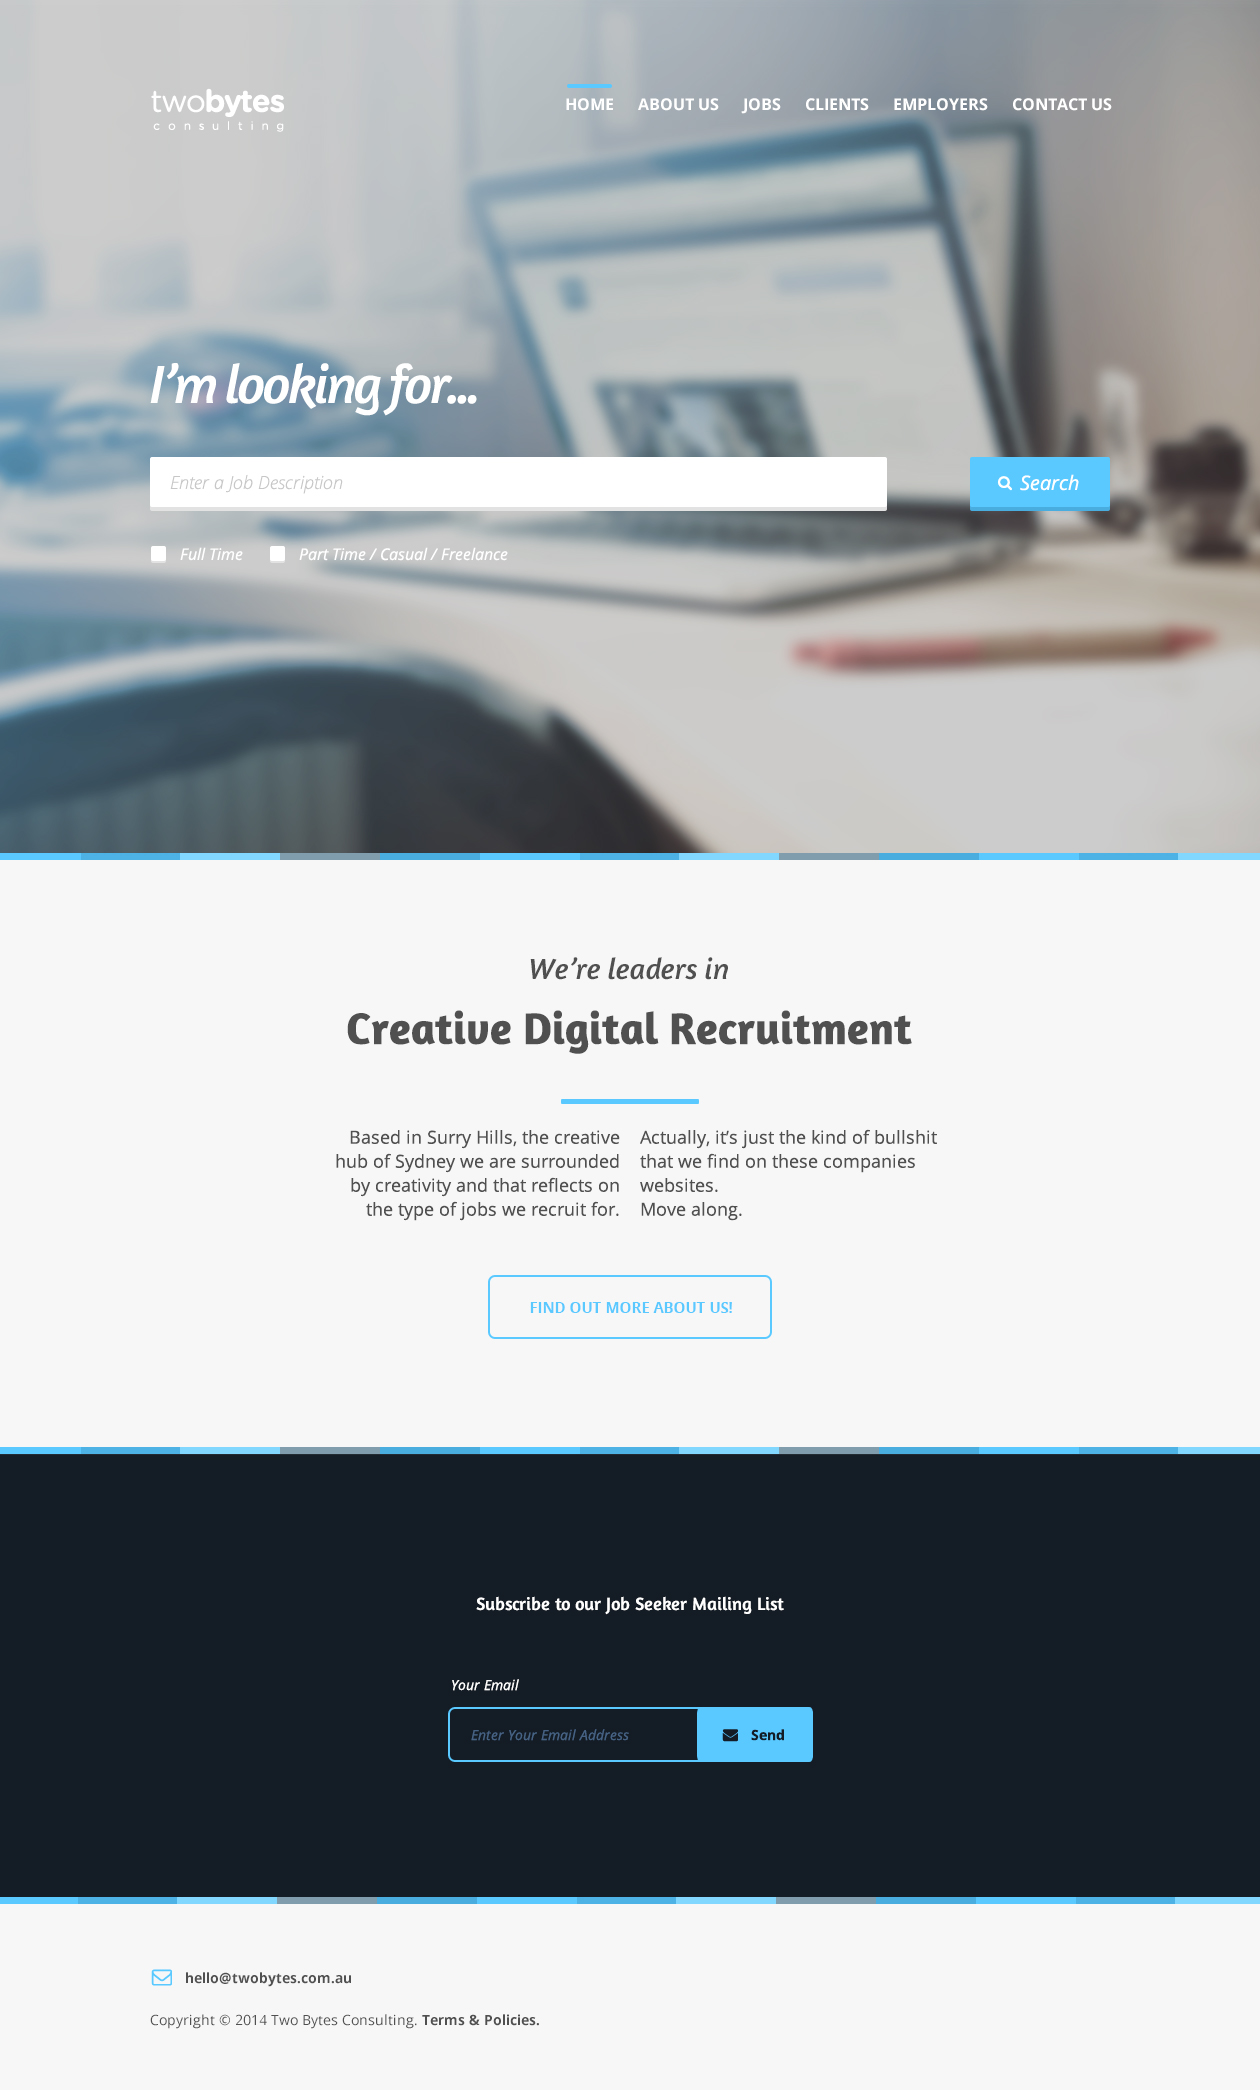 twobytes
consulting
HOME ABOUT US JOBS CLIENTS EMPLOYERS CONTACT US
I’m looking for...
Enter a Job Description
Search
Full Time
Part Time / Casual / Freelance
We’re leaders in
Creative Digital Recruitment
Based in Surry Hills, the creative
hub of Sydney we are surrounded
by creativity and that reflects on
the type of jobs we recruit for.
Actually, it’s just the kind of bullshit
that we find on these companies
websites.
Move along.
FIND OUT MORE ABOUT US!
Subscribe to our Job Seeker Mailing List
Your Email
Enter Your Email Address
Send
hello@twobytes.com.au
Copyright © 2014 Two Bytes Consulting. Terms & Policies.